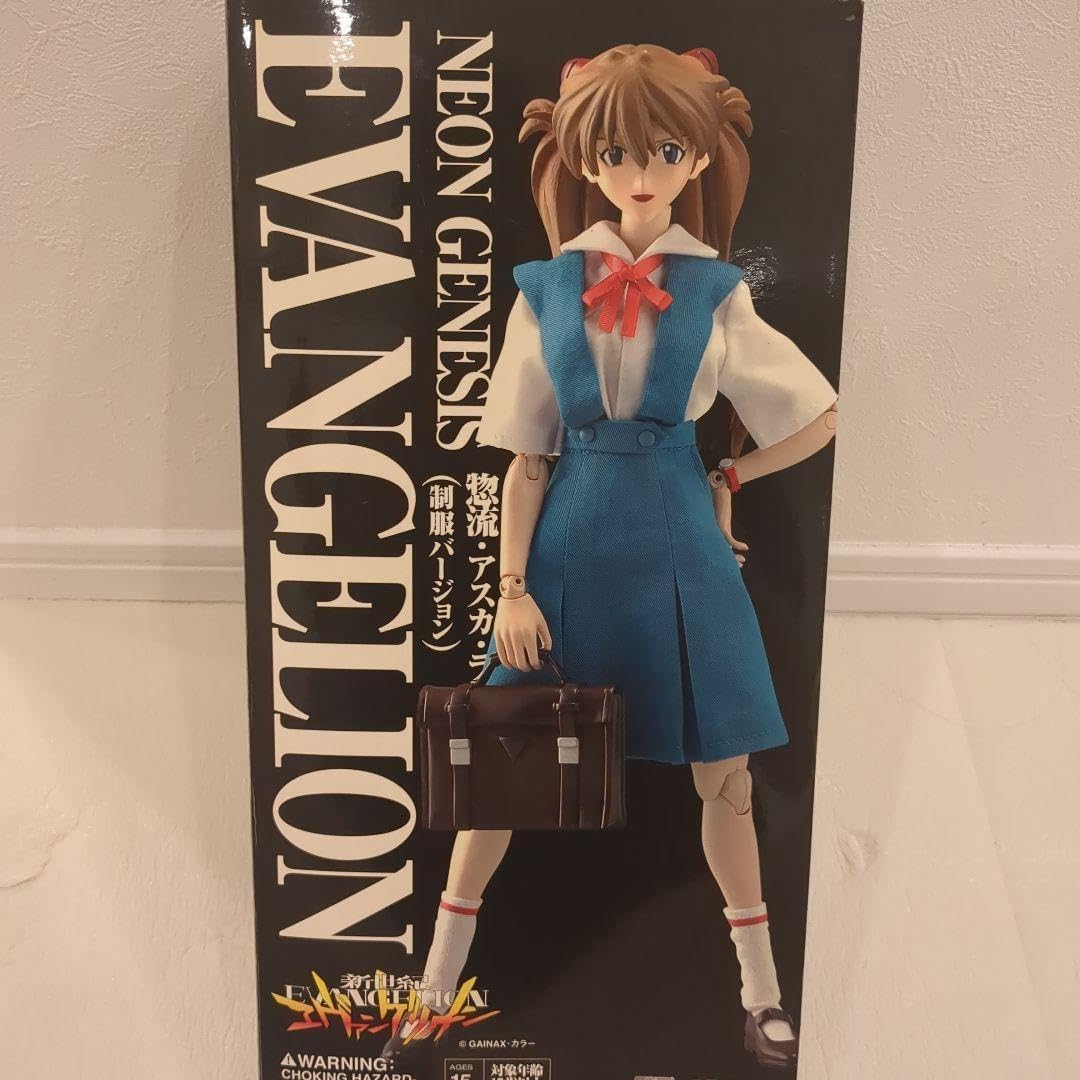 NEON GENESIS
EVANGELION
惣流・アスカ・ラ
(制服バージョン)
新世紀
EVANGELION
エヴァンゲリオン
© GAINAX・カラー
WARNING:
CHOKING HAZARD-
AGES
15
対象年齢